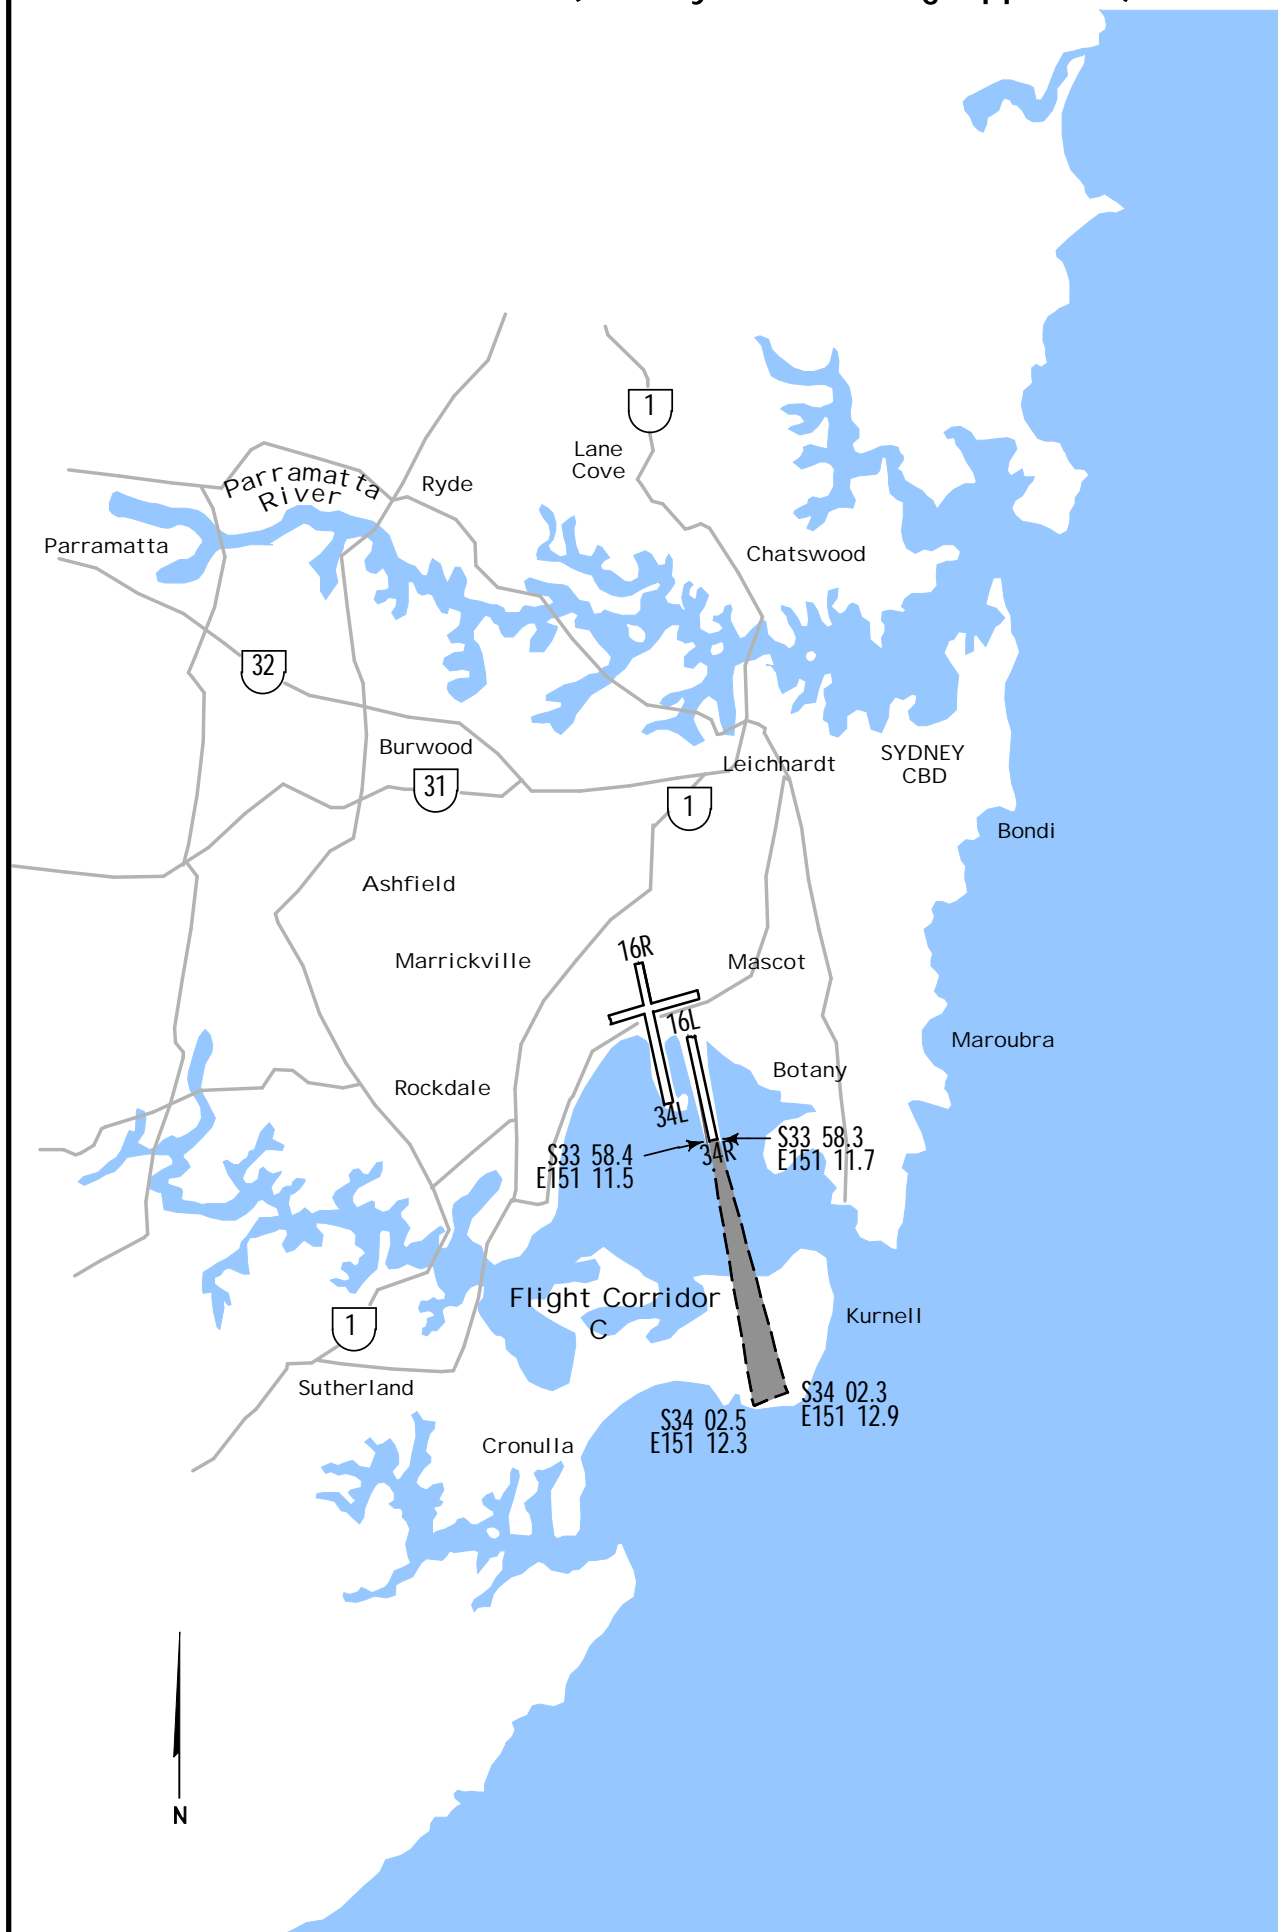 1
Lane
Cove
Parramatta
River
Ryde
Parramatta
Chatswood
32
Burwood
31
Leichhardt
SYDNEY
CBD
1
Bondi
Ashfield
16R
Marrickville
Mascot
16L
Maroubra
Botany
Rockdale
34L
S33 58.4
E151 11.5
34R
S33 58.3
E151 11.7
Flight Corridor
C
Kurnell
1
Sutherland
S34 02.3
E151 12.9
S34 02.5
E151 12.3
Cronulla
N